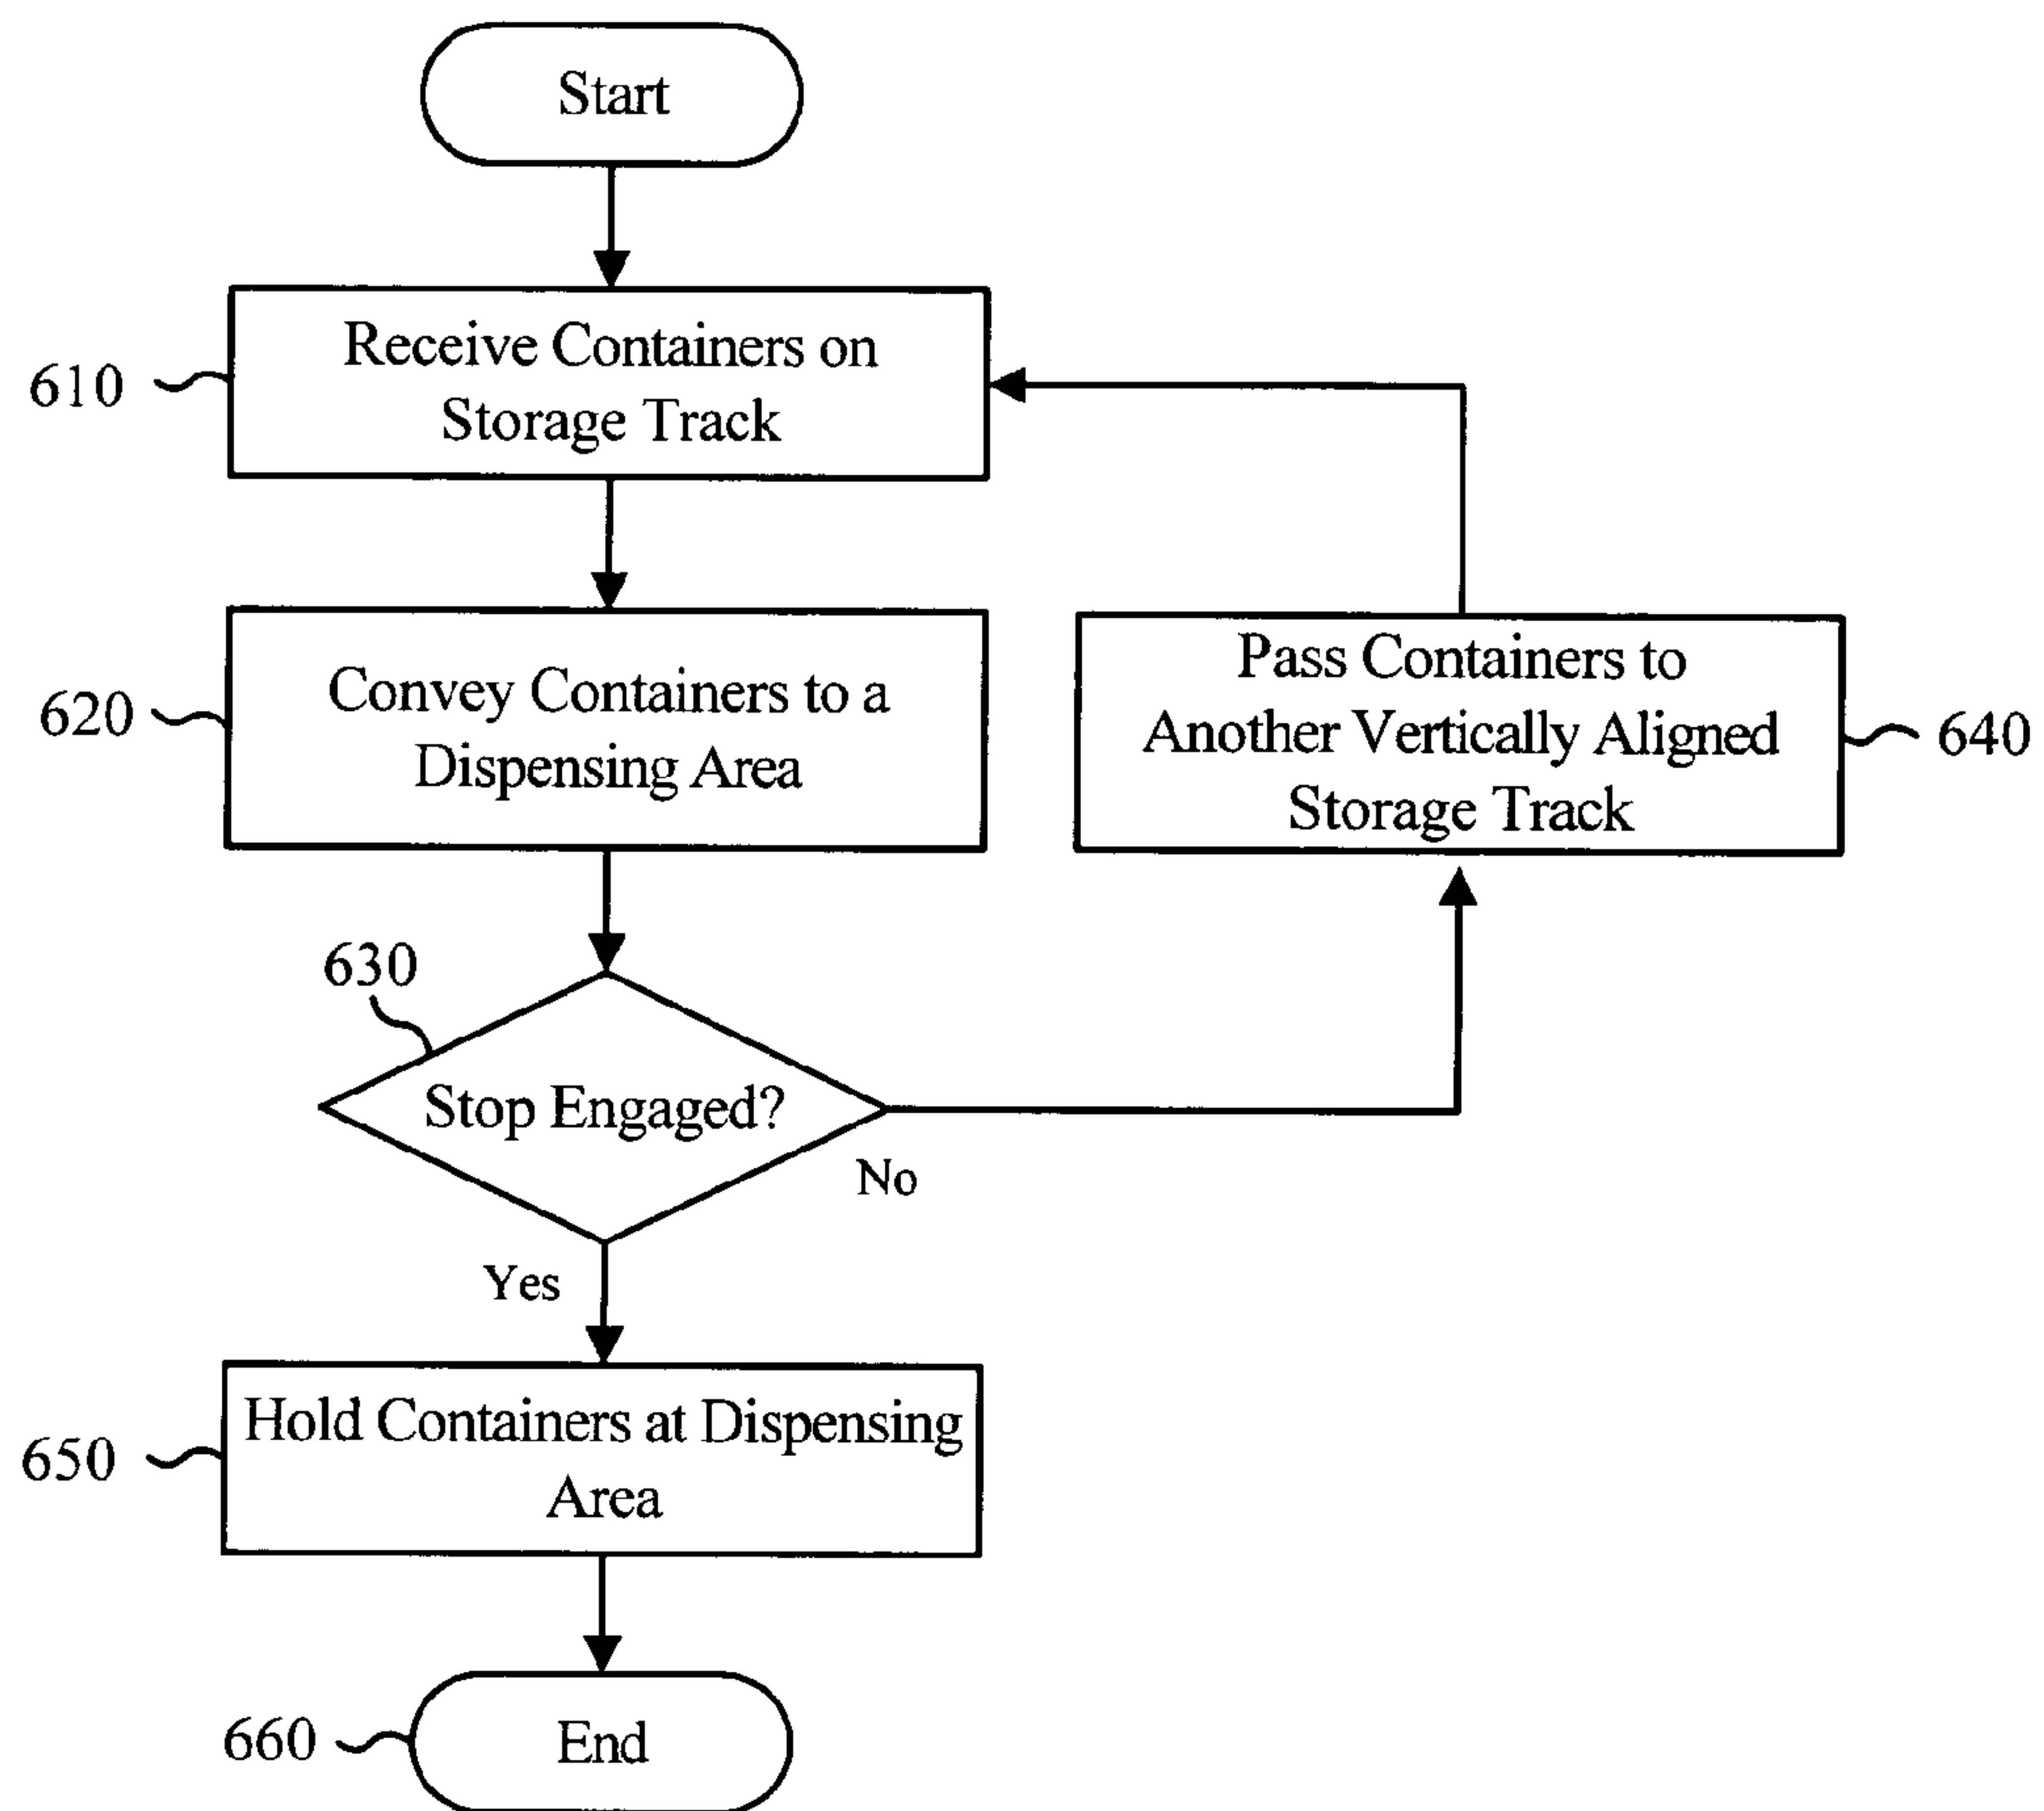 Start
610
Receive Containers on
Storage Track
620
Convey Containers to a
Dispensing Area
Pass Containers to
Another Vertically Aligned
Storage Track
640
630
Stop Engaged?
No
Yes
650
Hold Containers at Dispensing
Area
660
End